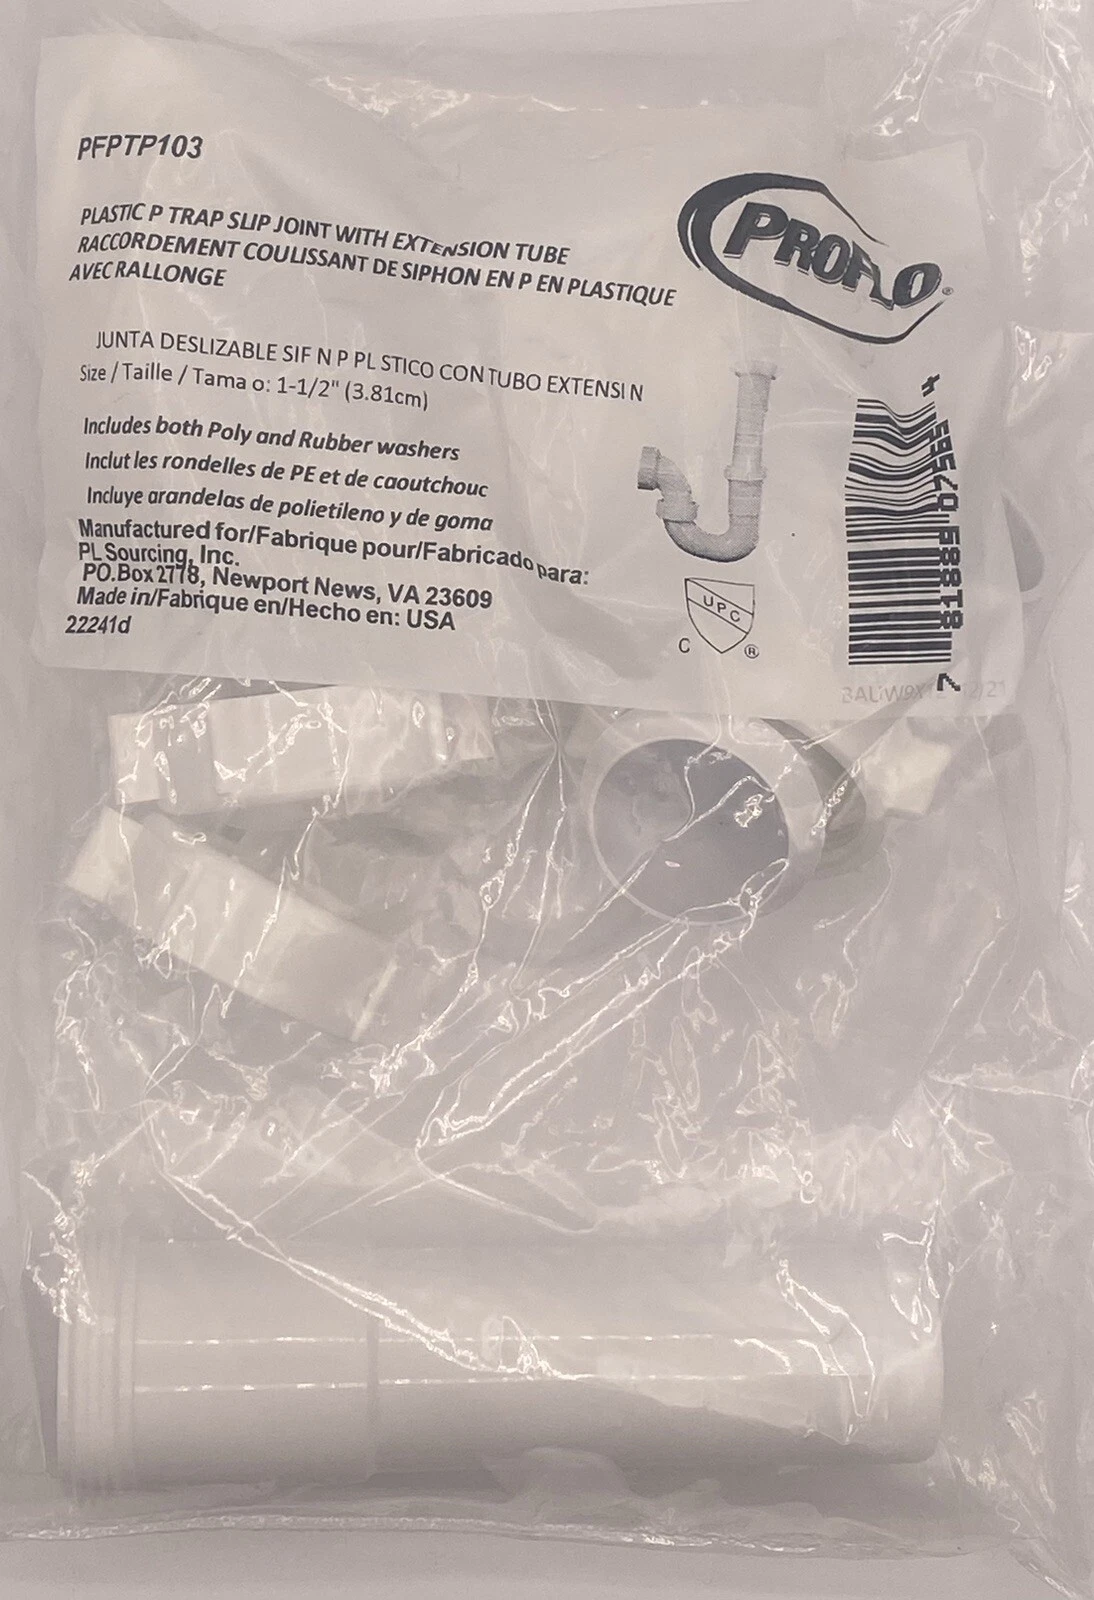 PFPTP103
PROFLO®
PLASTIC P TRAP SLIP JOINT WITH EXTENSION TUBE
RACCORDEMENT COULISSANT DE SIPHON EN P EN PLASTIQUE
AVEC RALLONGE
JUNTA DESLIZABLE SIF N P PL STICO CON TUBO EXTENSI N
Size / Taille / Tama o: 1-1/2" (3.81cm)
Includes both Poly and Rubber washers
Inclut les rondelles de PE et de caoutchouc
Incluye arandelas de polietileno y de goma
Manufactured for/Fabrique pour/Fabricado para:
PL Sourcing, Inc.
PO.Box 2778, Newport News, VA 23609
Made in/Fabrique en/Hecho en: USA
22241d
UPC
C ®
7